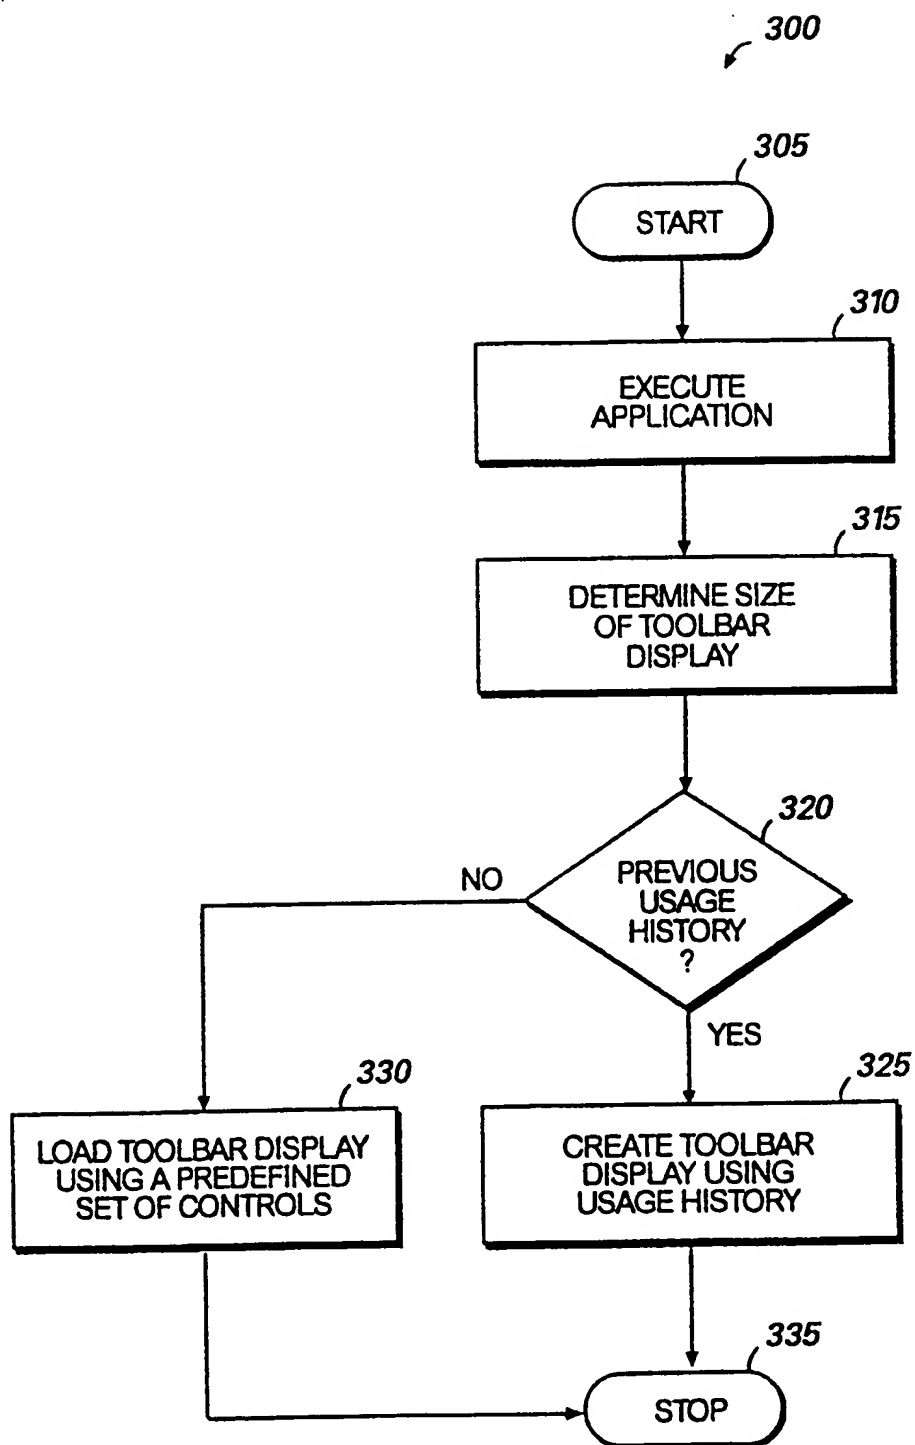 300
305
START
310
EXECUTE
APPLICATION
315
DETERMINE SIZE
OF TOOLBAR
DISPLAY
320
PREVIOUS
USAGE
HISTORY
?
NO
YES
330
LOAD TOOLBAR DISPLAY
USING A PREDEFINED
SET OF CONTROLS
325
CREATE TOOLBAR
DISPLAY USING
USAGE HISTORY
335
STOP